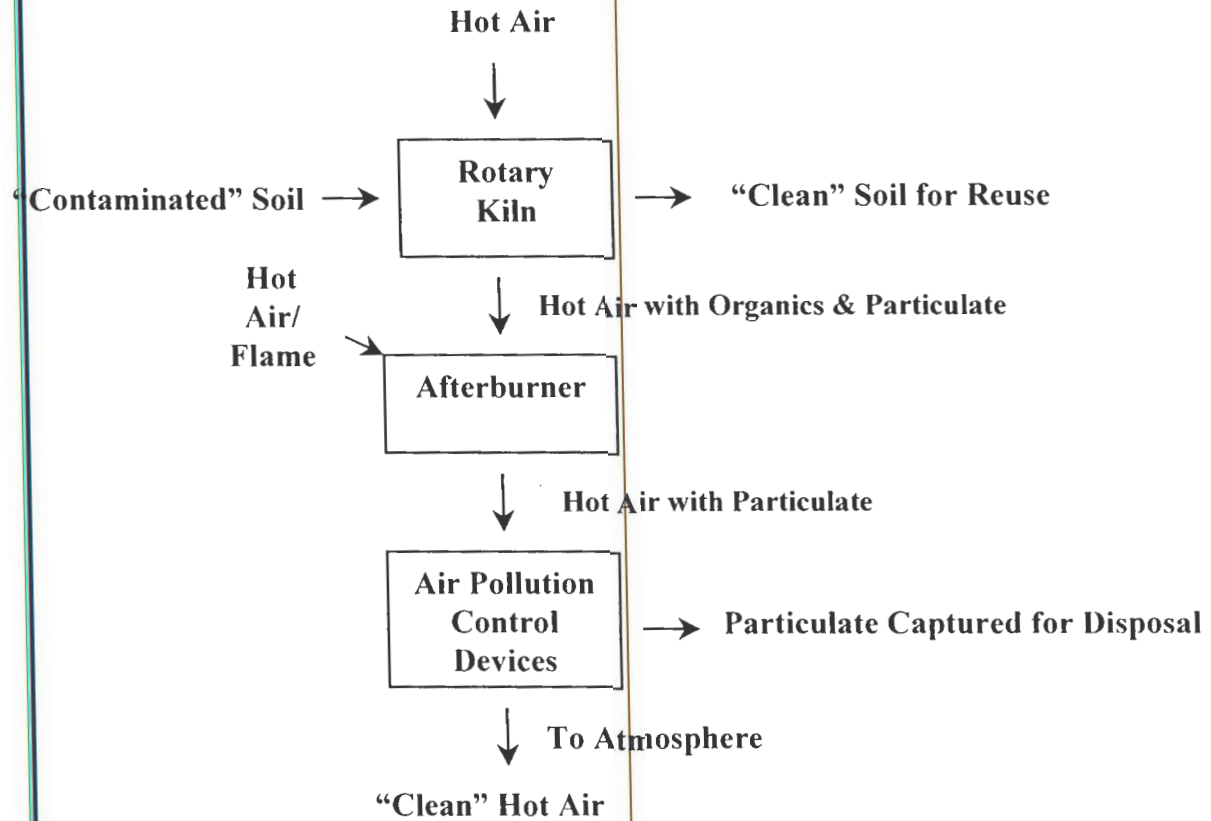 Hot Air
Rotary
Kiln
“Contaminated” Soil
“Clean” Soil for Reuse
Hot
Air/
Flame
Hot Air with Organics & Particulate
Afterburner
Hot Air with Particulate
Air Pollution
Control
Devices
Particulate Captured for Disposal
To Atmosphere
“Clean” Hot Air